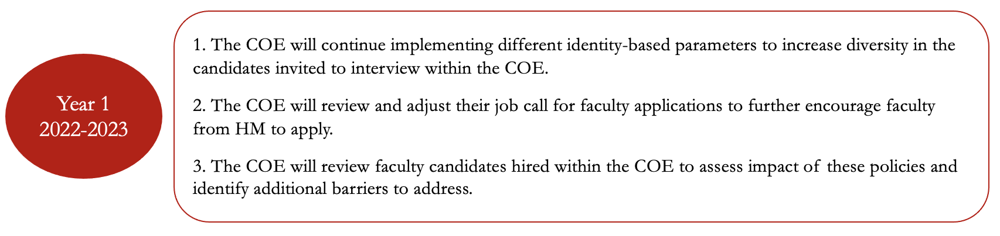 Year 1
2022-2023
1. The COE will continue implementing different identity-based parameters to increase diversity in the
candidates invited to interview within the COE.
2. The COE will review and adjust their job call for faculty applications to further encourage faculty
from HM to apply.
3. The COE will review faculty candidates hired within the COE to assess impact of these policies and
identify additional barriers to address.